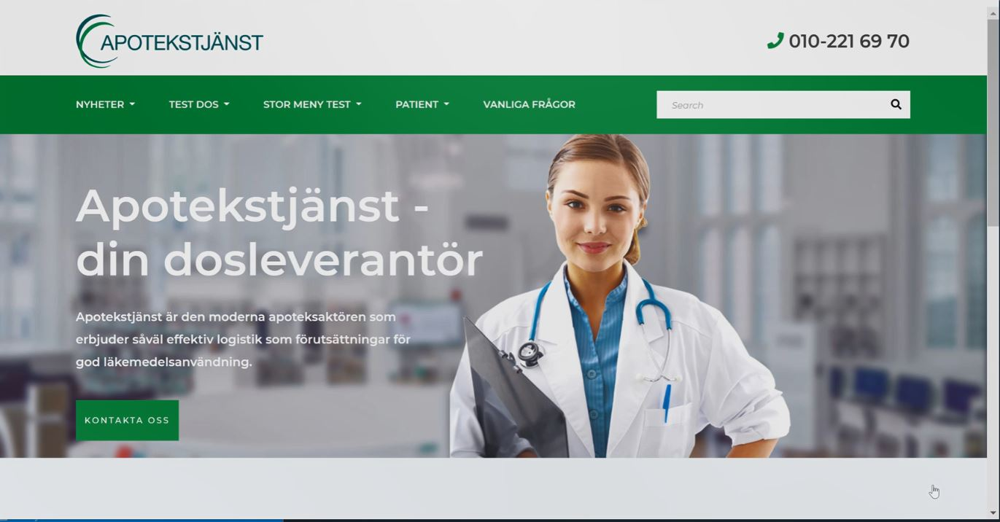 APOTEKSTJÄNST
010-221 69 70
NYHETER TEST DOS STOR MENY TEST PATIENT VANLIGA FRÅGOR Search
Apotekstjänst -
din dosleverantör
Apotekstjänst är den moderna apoteksaktören som
erbjuder såväl effektiv logistik som förutsättningar för
god läkemedelsanvändning.
KONTAKTA OSS